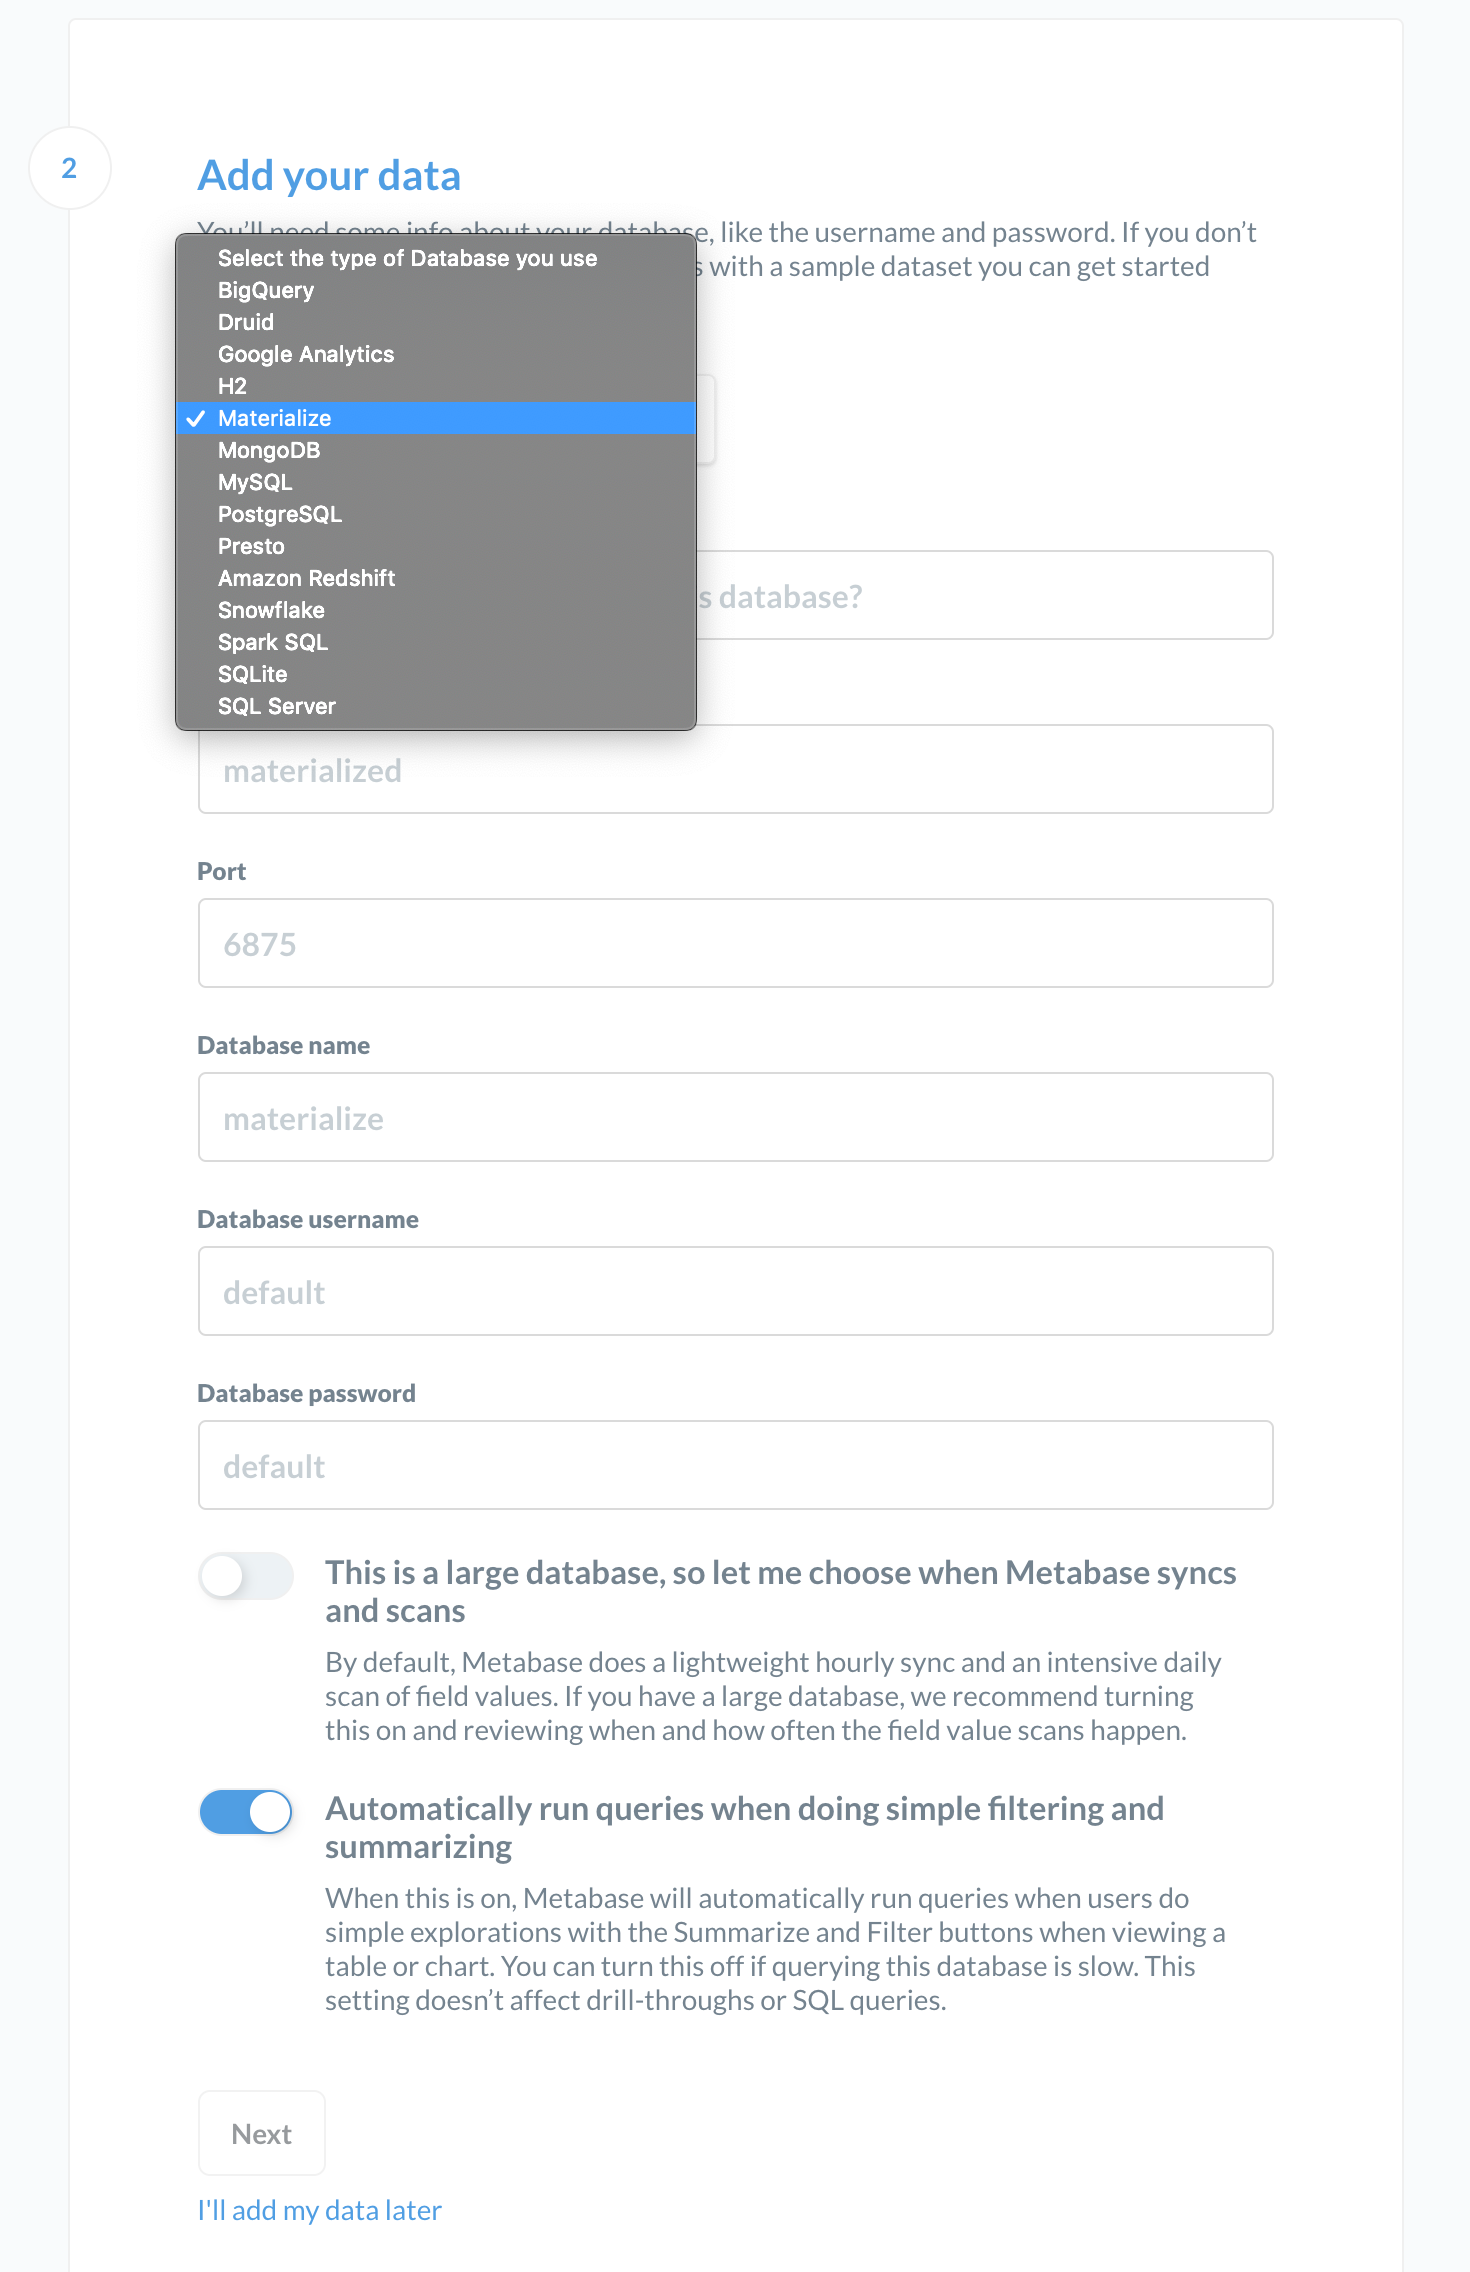 2
Add your data
You'll need some info about your database, like the username and password. If you don't
with a sample dataset you can get started
Select the type of Database you use
BigQuery
Druid
Google Analytics
H2
✓ Materialize
MongoDB
MySQL
PostgreSQL
Presto
Amazon Redshift
Snowflake
Spark SQL
SQLite
SQL Server
database?
materialized
Port
6875
Database name
materialize
Database username
default
Database password
default
This is a large database, so let me choose when Metabase syncs
and scans
By default, Metabase does a lightweight hourly sync and an intensive daily
scan of field values. If you have a large database, we recommend turning
this on and reviewing when and how often the field value scans happen.
Automatically run queries when doing simple filtering and
summarizing
When this is on, Metabase will automatically run queries when users do
simple explorations with the Summarize and Filter buttons when viewing a
table or chart. You can turn this off if querying this database is slow. This
setting doesn't affect drill-throughs or SQL queries.
Next
I'll add my data later